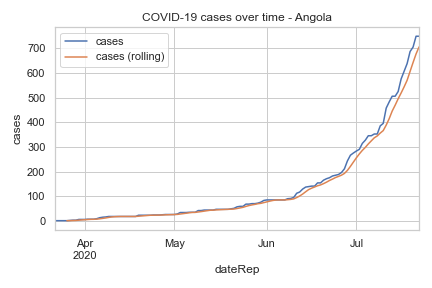 COVID-19 cases over time - Angola
cases
cases (rolling)
700
600
500
400
300
200
100
0
cases
Apr
2020
May
Jun
Jul
dateRep